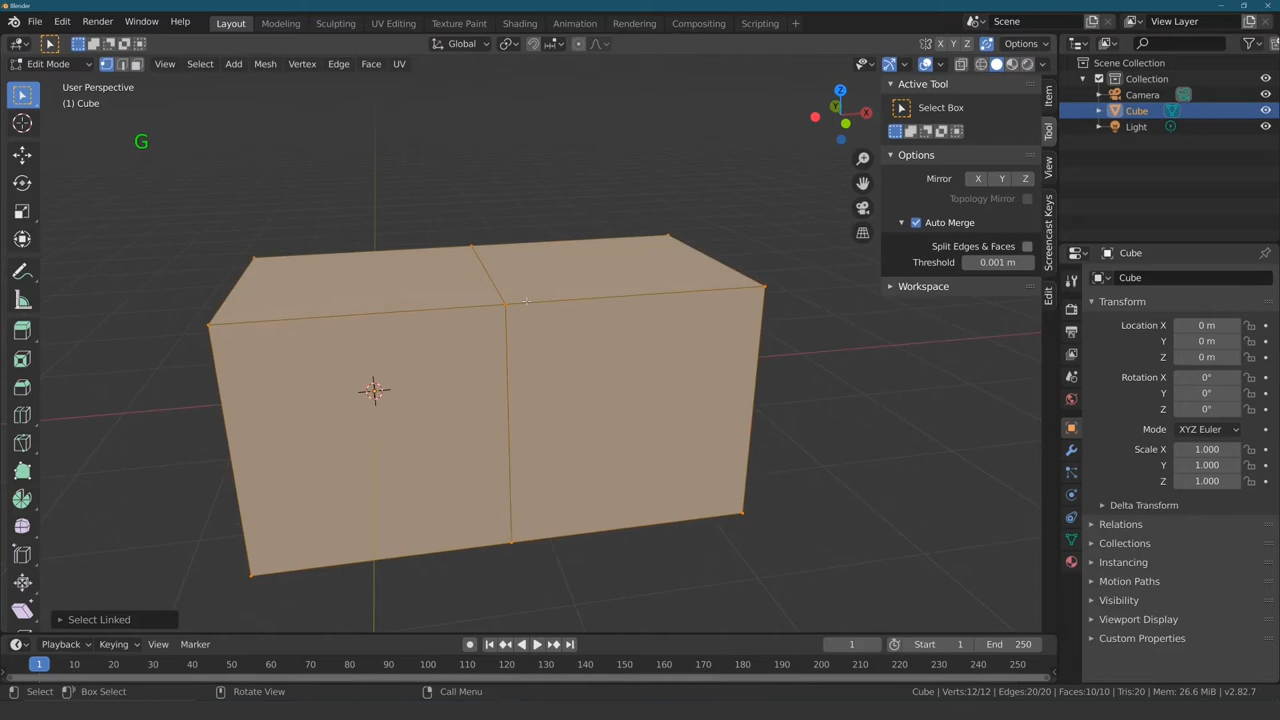 Blender
File Edit Render Window Help
Layout Modeling Sculpting UV Editing Texture Paint Shading Animation Rendering Compositing Scripting +
Scene
View Layer
Global
X Y Z
Options
Edit Mode View Select Add Mesh Vertex Edge Face UV
User Perspective
(1) Cube
G
Z
Y
X
Active Tool
Select Box
Options
Mirror X Y Z
Topology Mirror
Auto Merge
Split Edges & Faces
Threshold 0.001 m
Workspace
Item
Tool
View
Screencast Keys
Edit
Scene Collection
Collection
Camera
Cube
Light
Cube
Cube
Transform
Location X 0 m
Y 0 m
Z 0 m
Rotation X 0°
Y 0°
Z 0°
Mode XYZ Euler
Scale X 1.000
Y 1.000
Z 1.000
Delta Transform
Relations
Collections
Instancing
Motion Paths
Visibility
Viewport Display
Custom Properties
Select Linked
Playback Keying View Marker
1 Start 1 End 250
1 10 20 30 40 50 60 70 80 90 100 110 120 130 140 150 160 170 180 190 200 210 220 230 240 250
Select Box Select Rotate View Call Menu
Cube | Verts:12/12 | Edges:20/20 | Faces:10/10 | Tris:20 | Mem: 26.6 MiB | v2.82.7